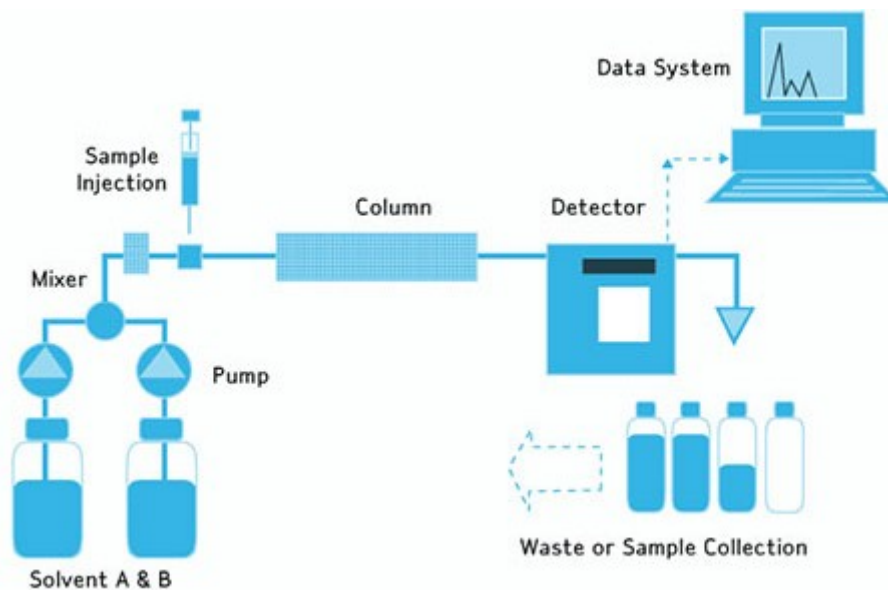 Data System
Sample
Injection
Column
Detector
Mixer
Pump
Waste or Sample Collection
Solvent A & B